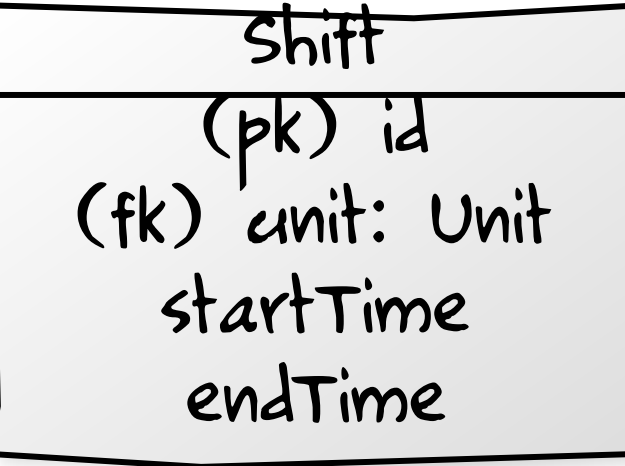 Shift
(pk) id
(fk) unit: Unit
startTime
endTime